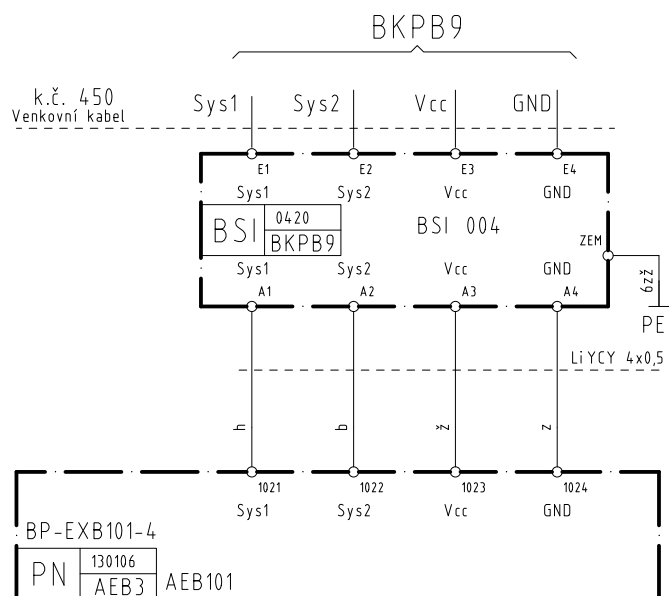 BKPB9
k.č. 450
Venkovní kabel
Sys1 Sys2 Vcc GND
E1 E2 E3 E4
Sys1 Sys2 Vcc GND
BSI 0420 BKPB9
BSI 004
ZEM
Sys1 Sys2 Vcc GND
A1 A2 A3 A4
6zž
PE
LiYCY 4x0,5
h b ž z
1021 1022 1023 1024
Sys1 Sys2 Vcc GND
BP-EXB101-4
PN 130106 AEB3
AEB101